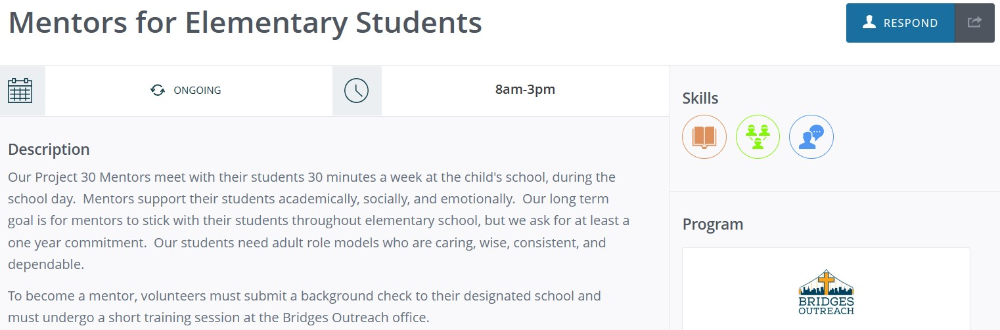 Mentors for Elementary Students
RESPOND
ONGOING
8am-3pm
Description
Our Project 30 Mentors meet with their students 30 minutes a week at the child's school, during the
school day.  Mentors support their students academically, socially, and emotionally.  Our long term
goal is for mentors to stick with their students throughout elementary school, but we ask for at least a
one year commitment.  Our students need adult role models who are caring, wise, consistent, and
dependable.
To become a mentor, volunteers must submit a background check to their designated school and
must undergo a short training session at the Bridges Outreach office.
Skills
Program
BRIDGES
OUTREACH